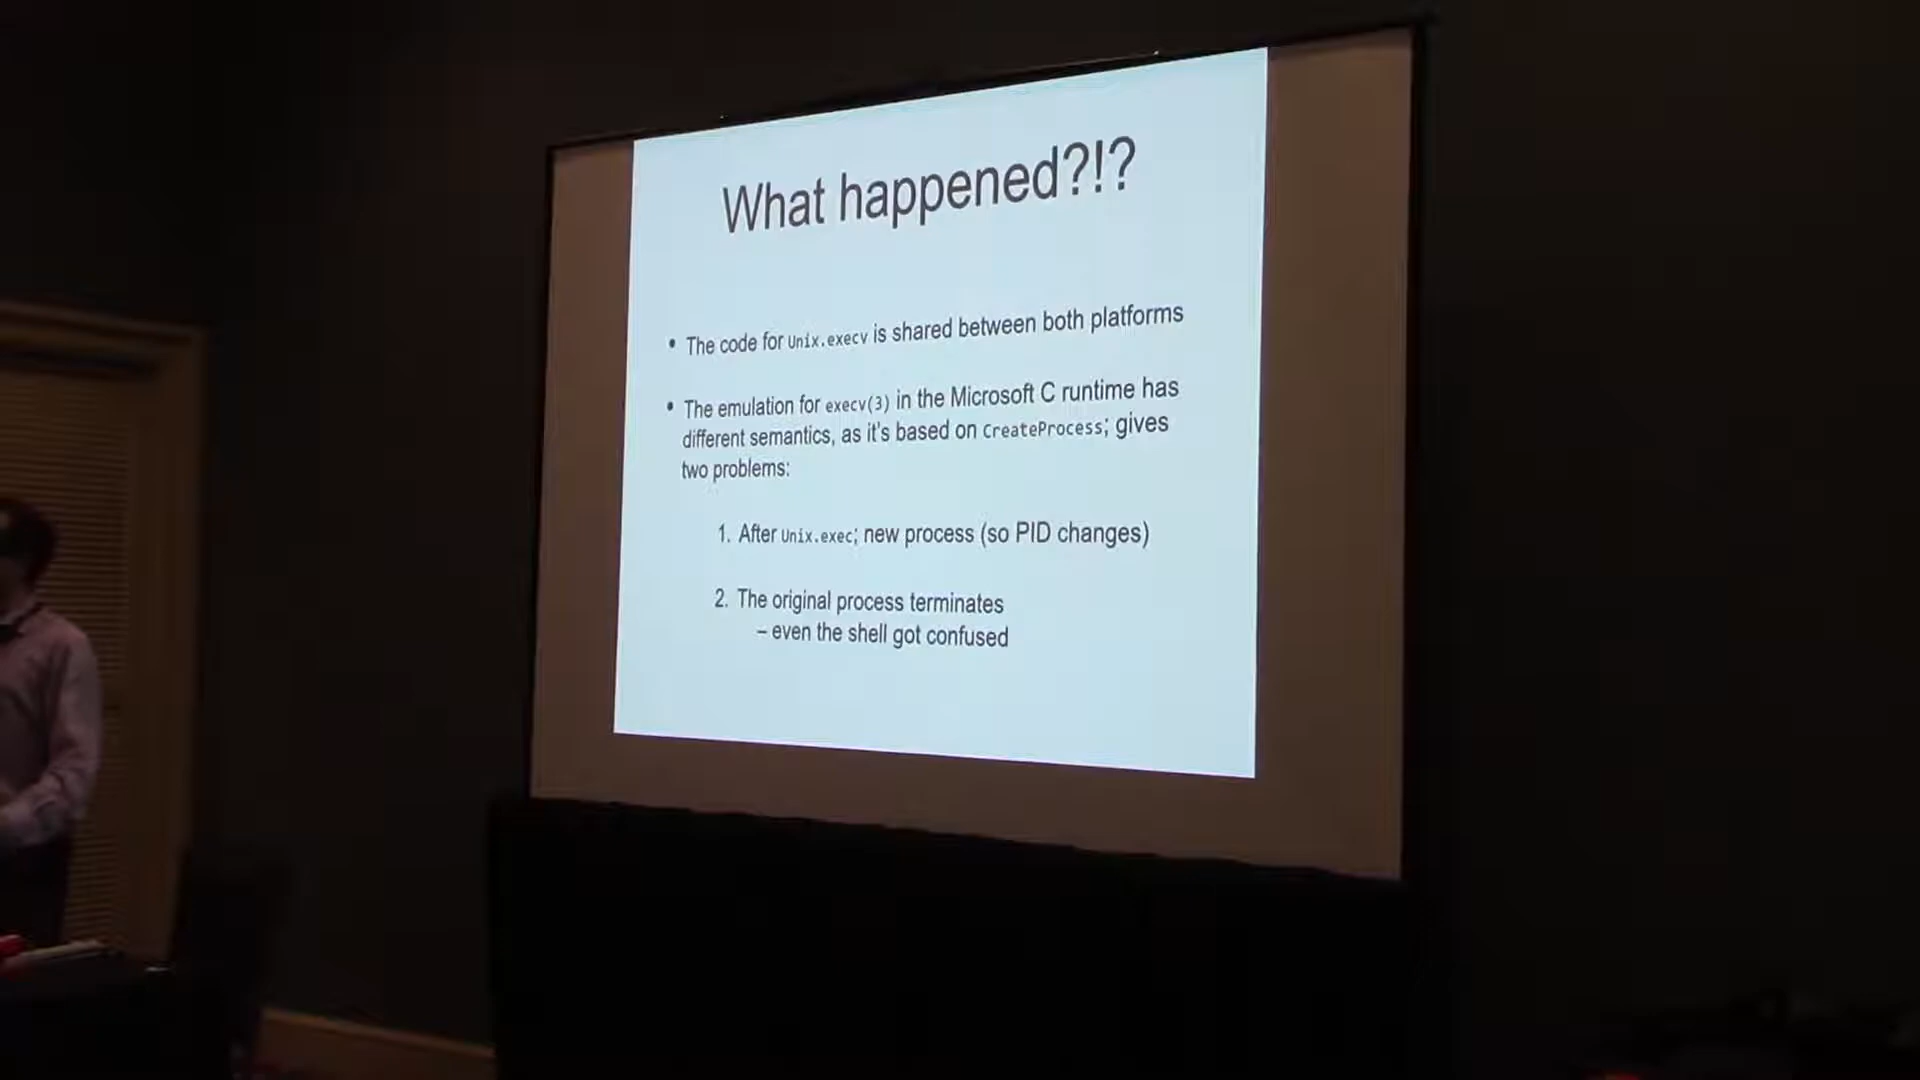 What happened?!?
• The code for Unix.execv is shared between both platforms
• The emulation for execv(3) in the Microsoft C runtime has
different semantics, as it's based on CreateProcess; gives
two problems:
1. After Unix.exec; new process (so PID changes)
2. The original process terminates
– even the shell got confused